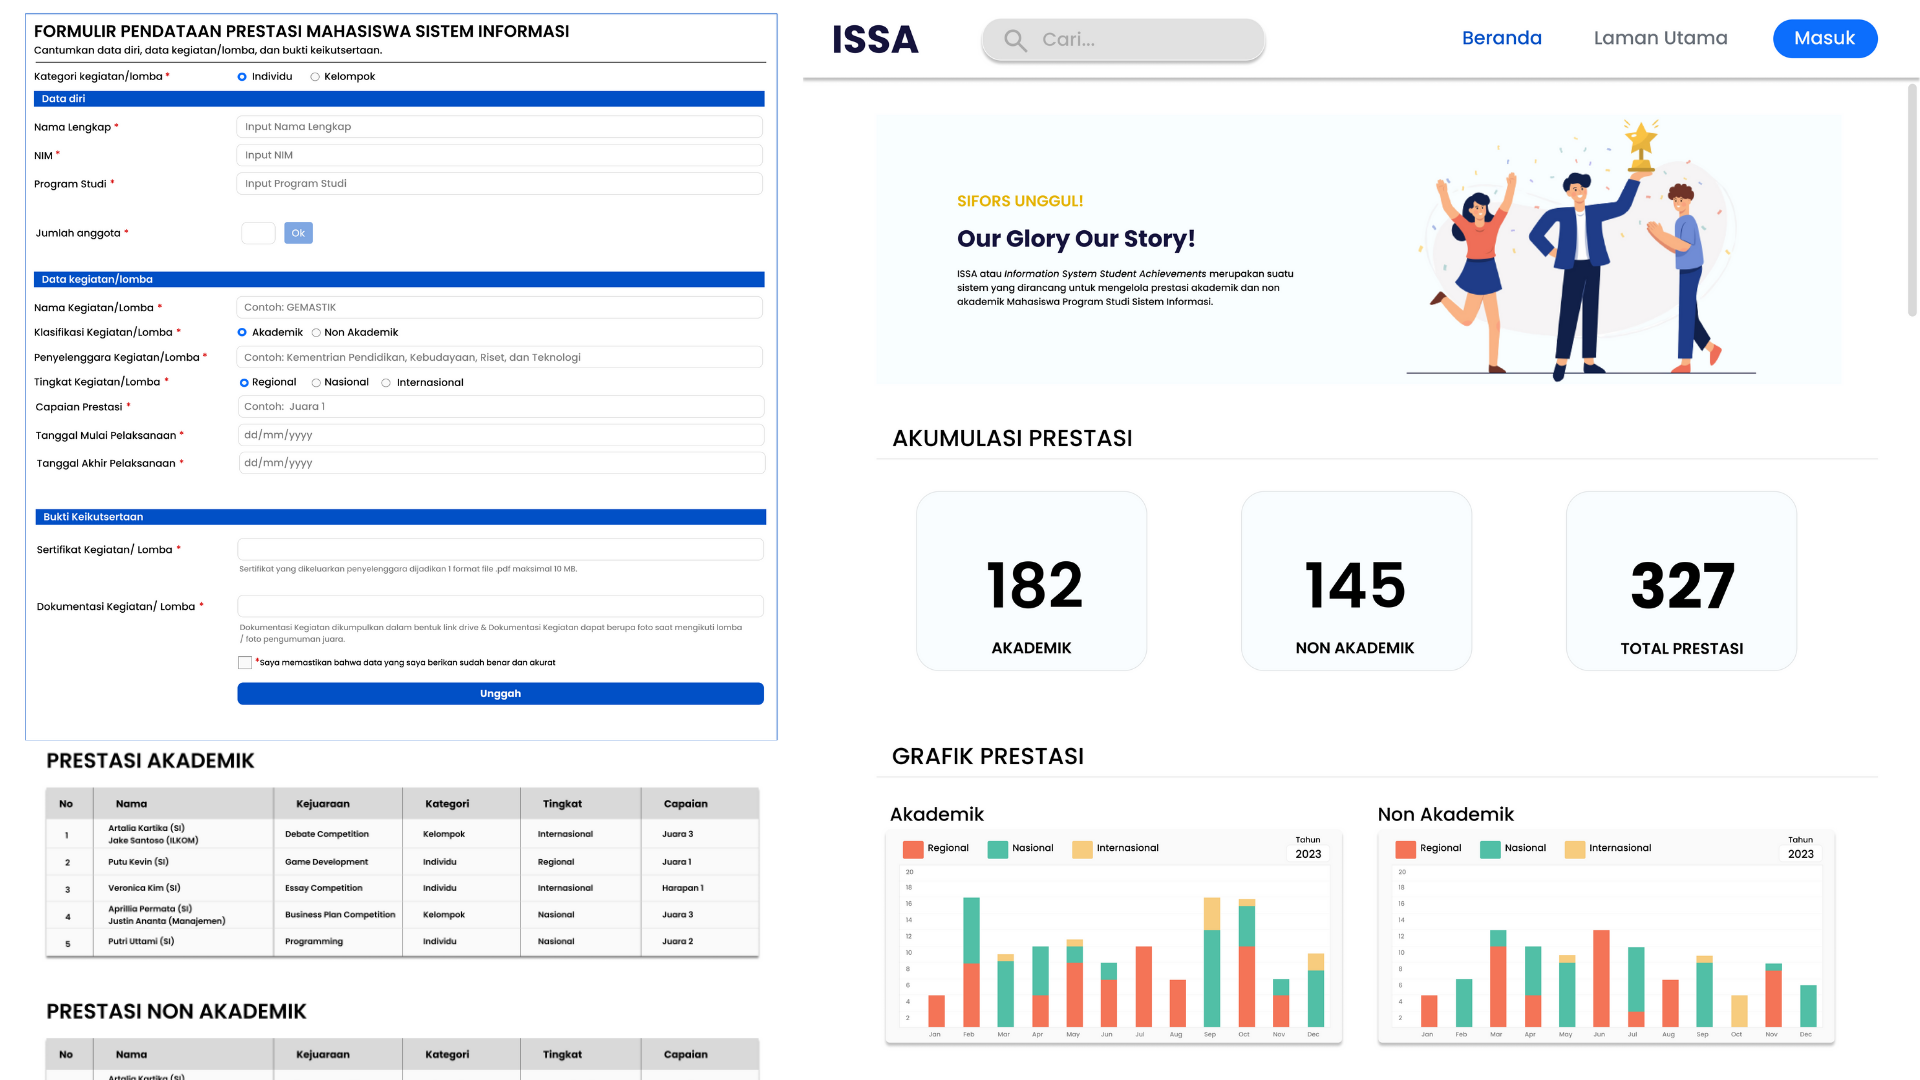 FORMULIR PENDATAAN PRESTASI MAHASISWA SISTEM INFORMASI
Cantumkan data diri, data kegiatan/lomba, dan bukti keikutsertaan.
Kategori kegiatan/lomba * Individu Kelompok
Data diri
Nama Lengkap * Input Nama Lengkap
NIM * Input NIM
Program Studi * Input Program Studi
Jumlah anggota * Ok
Data kegiatan/lomba
Nama Kegiatan/Lomba * Contoh: GEMASTIK
Klasifikasi Kegiatan/Lomba * Akademik Non Akademik
Penyelenggara Kegiatan/Lomba * Contoh: Kementrian Pendidikan, Kebudayaan, Riset, dan Teknologi
Tingkat Kegiatan/Lomba * Regional Nasional Internasional
Capaian Prestasi * Contoh: Juara 1
Tanggal Mulai Pelaksanaan * dd/mm/yyyy
Tanggal Akhir Pelaksanaan * dd/mm/yyyy
Bukti Keikutsertaan
Sertifikat Kegiatan/ Lomba *
Sertifikat yang dikeluarkan penyelenggara dijadikan 1 format file .pdf maksimal 10 MB.
Dokumentasi Kegiatan/ Lomba *
Dokumentasi Kegiatan dikumpulkan dalam bentuk link drive & Dokumentasi Kegiatan dapat berupa foto saat mengikuti lomba
/ foto pengumuman juara.
*Saya memastikan bahwa data yang saya berikan sudah benar dan akurat
Unggah
PRESTASI AKADEMIK
No Nama Kejuaraan Kategori Tingkat Capaian
1 Artalia Kartika (SI) Jake Santoso (ILKOM) Debate Competition Kelompok Internasional Juara 3
2 Putu Kevin (SI) Game Development Individu Regional Juara 1
3 Veronica Kim (SI) Essay Competition Individu Internasional Harapan 1
4 Aprillia Permata (SI) Justin Ananta (Manajemen) Business Plan Competition Kelompok Nasional Juara 3
5 Putri Uttami (SI) Programming Individu Nasional Juara 2
PRESTASI NON AKADEMIK
No Nama Kejuaraan Kategori Tingkat Capaian
Artalia Kartika (SI)
ISSA Cari... Beranda Laman Utama Masuk
SIFORS UNGGUL!
Our Glory Our Story!
ISSA atau Information System Student Achievements merupakan suatu
sistem yang dirancang untuk mengelola prestasi akademik dan non
akademik Mahasiswa Program Studi Sistem Informasi.
AKUMULASI PRESTASI
182 145 327
AKADEMIK NON AKADEMIK TOTAL PRESTASI
GRAFIK PRESTASI
Akademik
Regional Nasional Internasional Tahun
2023
20
18
16
14
12
10
8
6
4
2
Jan Feb Mar Apr May Jun Jul Aug Sep Oct Nov Dec
Non Akademik
Regional Nasional Internasional Tahun
2023
20
18
16
14
12
10
8
6
4
2
Jan Feb Mar Apr May Jun Jul Aug Sep Oct Nov Dec